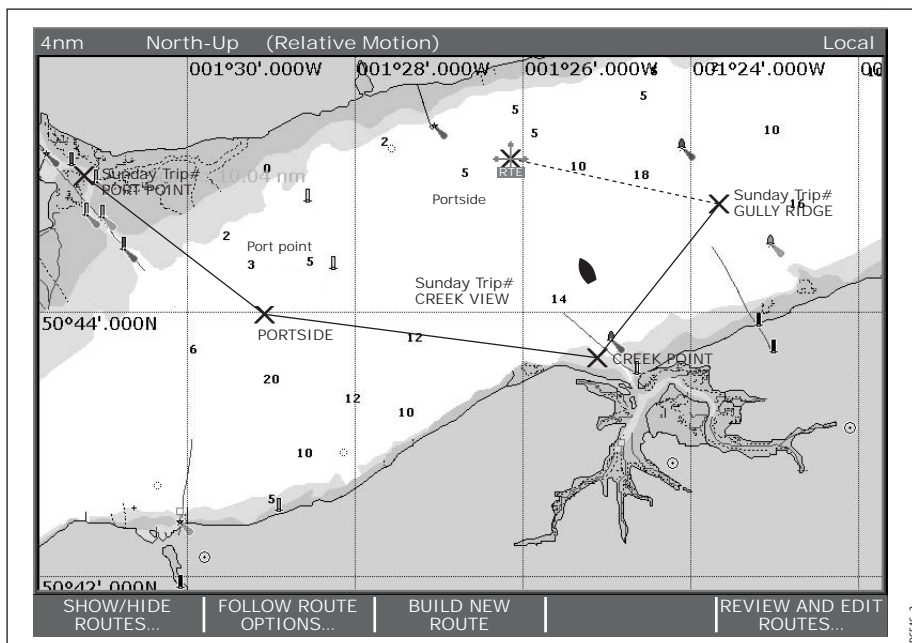 4nm North-Up (Relative Motion) Local
001°30'.000W 001°28'.000W 001°26'.000W 001°24'.000W
5
5
10
2
5
0
10.04 nm
5
10
18
RTE
Sunday Trip#
PORT POINT
Portside
Sunday Trip#
GULLY RIDGE
16
2
Port point
3
5
Sunday Trip#
CREEK VIEW
14
50°44'.000N
PORTSIDE
12
6
CREEK POINT
20
12
10
10
5
50°42'.000N
SHOW/HIDE
ROUTES...
FOLLOW ROUTE
OPTIONS...
BUILD NEW
ROUTE
REVIEW AND EDIT
ROUTES...